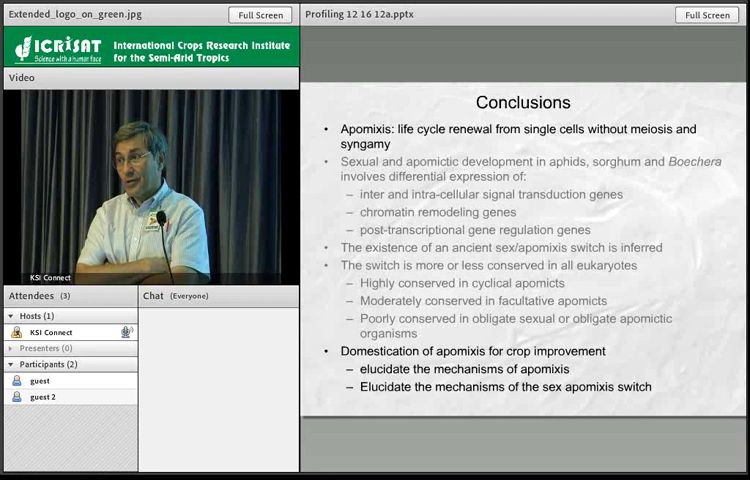 Extended_logo_on_green.jpg
Full Screen
Profiling 12 16 12a.pptx
Full Screen
ICRISAT
Science with a human face
International Crops Research Institute
for the Semi-Arid Tropics
Video
KSI Connect
Attendees (3)
Hosts (1)
KSI Connect
Presenters (0)
Participants (2)
guest
guest 2
Chat (Everyone)
Conclusions
• Apomixis: life cycle renewal from single cells without meiosis and
syngamy
• Sexual and apomictic development in aphids, sorghum and Boechera
involves differential expression of:
– inter and intra-cellular signal transduction genes
– chromatin remodeling genes
– post-transcriptional gene regulation genes
• The existence of an ancient sex/apomixis switch is inferred
• The switch is more or less conserved in all eukaryotes
– Highly conserved in cyclical apomicts
– Moderately conserved in facultative apomicts
– Poorly conserved in obligate sexual or obligate apomictic
organisms
• Domestication of apomixis for crop improvement
– elucidate the mechanisms of apomixis
– Elucidate the mechanisms of the sex apomixis switch